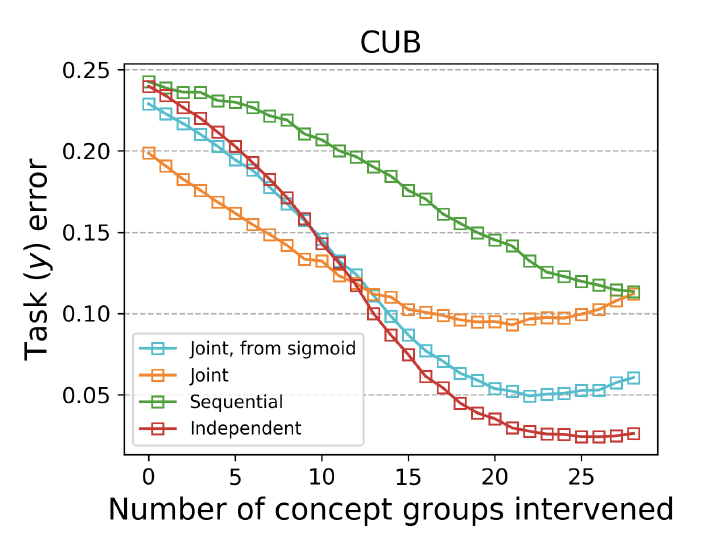 CUB
0.25
0.20
0.15
0.10
0.05
Task (y) error
Joint, from sigmoid
Joint
Sequential
Independent
0 5 10 15 20 25
Number of concept groups intervened